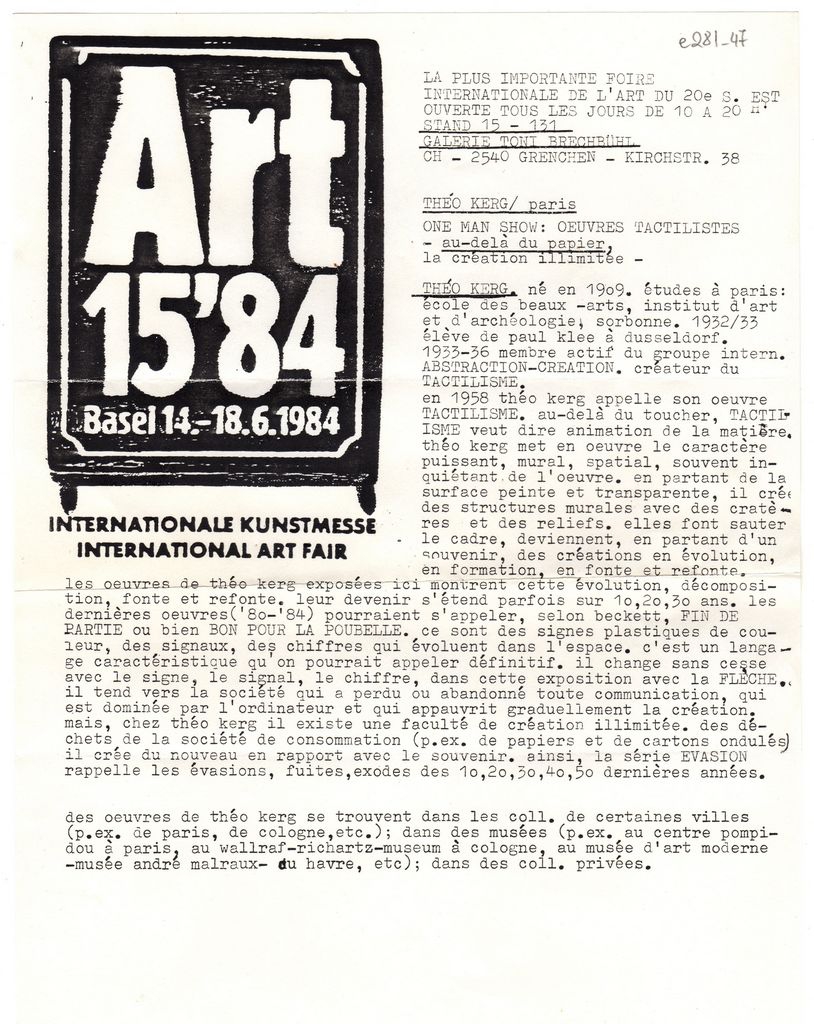 e281-47
Art
15'84
Basel 14.-18.6.1984
INTERNATIONALE KUNSTMESSE
INTERNATIONAL ART FAIR
LA PLUS IMPORTANTE FOIRE
INTERNATIONALE DE L'ART DU 20e S. EST
OUVERTE TOUS LES JOURS DE 10 A 20 H.
STAND 15 - 131
GALERIE TONI BRECHBÜHL
CH - 2540 GRENCHEN - KIRCHSTR. 38
THÉO KERG/ paris
ONE MAN SHOW: OEUVRES TACTILISTES
- au-delà du papier,
la création illimitée -
THÉO KERG. né en 19o9. études à paris:
école des beaux -arts, institut d'art
et d'archéologie, sorbonne. 1932/33
élève de paul klee à dusseldorf.
1933-36 membre actif du groupe intern.
ABSTRACTION-CREATION. créateur du
TACTILISME.
en 1958 théo kerg appelle son oeuvre
TACTILISME. au-delà du toucher, TACTIL-
ISME veut dire animation de la matière.
théo kerg met en oeuvre le caractère
puissant, mural, spatial, souvent in-
quiétant de l'oeuvre. en partant de la
surface peinte et transparente, il crée
des structures murales avec des cratè-
res et des reliefs. elles font sauter
le cadre, deviennent, en partant d'un
souvenir, des créations en évolution,
en formation, en fonte et refonte.
les oeuvres de théo kerg exposées ici montrent cette évolution, décomposi-
tion, fonte et refonte. leur devenir s'étend parfois sur 1o,2o,3o ans. les
dernières oeuvres('8o-'84) pourraient s'appeler, selon beckett, FIN DE
PARTIE ou bien BON POUR LA POUBELLE. ce sont des signes plastiques de cou-
leur, des signaux, des chiffres qui évoluent dans l'espace. c'est un langa-
ge caractéristique qu'on pourrait appeler définitif. il change sans cesse
avec le signe, le signal, le chiffre, dans cette exposition avec la FLÈCHE.
il tend vers la société qui a perdu ou abandonné toute communication, qui
est dominée par l'ordinateur et qui appauvrit graduellement la création.
mais, chez théo kerg il existe une faculté de création illimitée. des dé-
chets de la société de consommation (p.ex. de papiers et de cartons ondulés)
il crée du nouveau en rapport avec le souvenir. ainsi, la série EVASION
rappelle les évasions, fuites,exodes des 1o,2o,3o,4o,5o dernières années.
des oeuvres de théo kerg se trouvent dans les coll. de certaines villes
(p.ex. de paris, de cologne,etc.); dans des musées (p.ex. au centre pompi-
dou à paris, au wallraf-richartz-museum à cologne, au musée d'art moderne
-musée andré malraux- du havre, etc); dans des coll. privées.